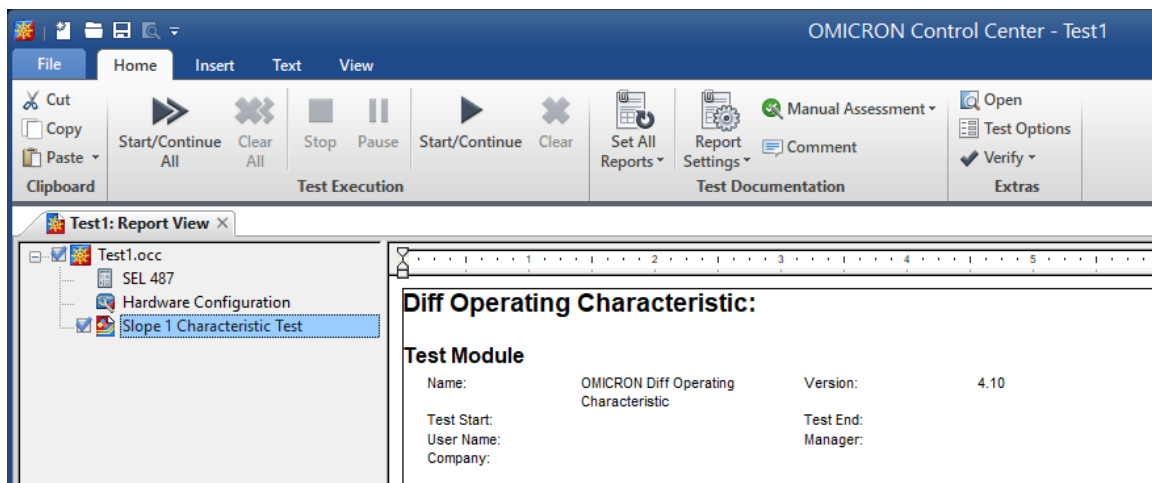 OMICRON Control Center - Test1
File Home Insert Text View
Cut
Copy
Paste
Clipboard
Start/Continue All
Clear All
Stop
Pause
Start/Continue
Clear
Test Execution
Set All Reports
Report Settings
Manual Assessment
Comment
Test Documentation
Open
Test Options
Verify
Extras
Test1: Report View
Test1.occ
SEL 487
Hardware Configuration
Slope 1 Characteristic Test
1 2 3 4 5
Diff Operating Characteristic:
Test Module
Name: OMICRON Diff Operating Version: 4.10
Characteristic
Test Start: Test End:
User Name: Manager:
Company: